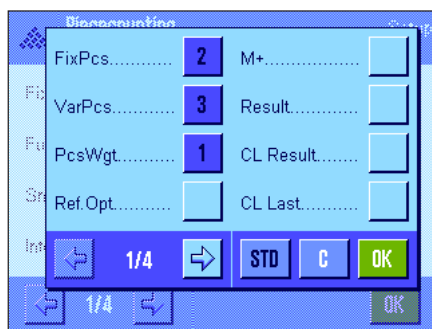 Piececounting Setup
FixPcs............ 2 M+.................
VarPcs............ 3 Result............
PcsWgt............ 1 CL Result.......
Ref.Opt........... CL Last..........
1/4 STD C OK
1/4 OK